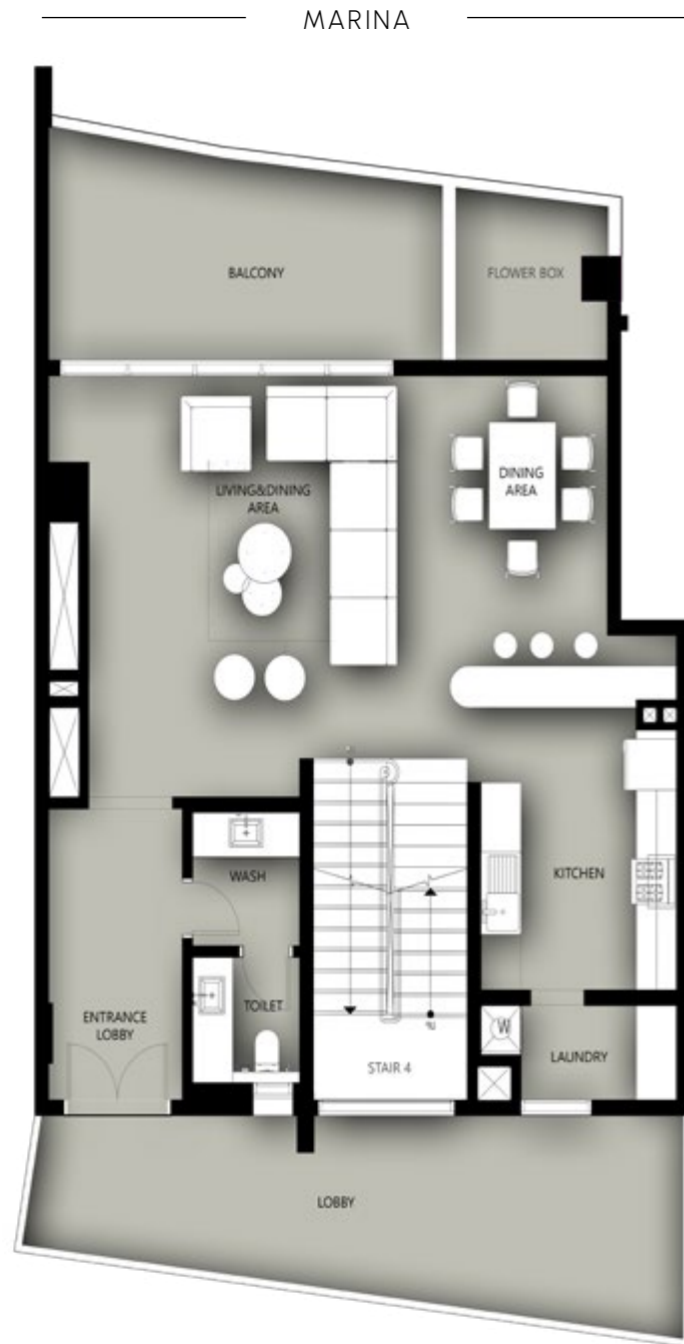 MARINA
BALCONY
FLOWER BOX
LIVING&DINING
AREA
DINING
AREA
WASH
KITCHEN
TOILET
ENTRANCE
LOBBY
W
LAUNDRY
STAIR 4
LOBBY